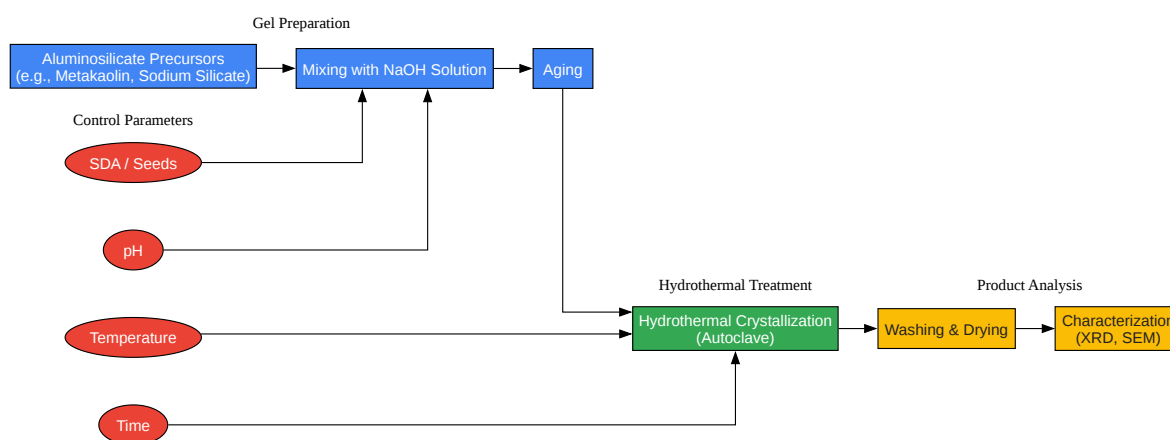 Gel Preparation
Aluminosilicate Precursors
(e.g., Metakaolin, Sodium Silicate)
Mixing with NaOH Solution
Aging
Control Parameters
SDA / Seeds
pH
Hydrothermal Treatment
Product Analysis
Temperature
Hydrothermal Crystallization
(Autoclave)
Washing & Drying
Characterization
(XRD, SEM)
Time